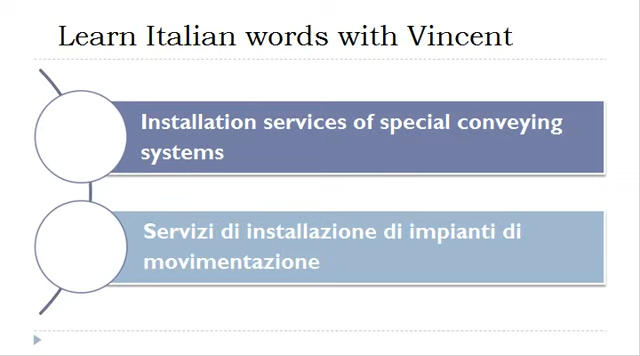 Learn Italian words with Vincent
Installation services of special conveying
systems
Servizi di installazione di impianti di
movimentazione